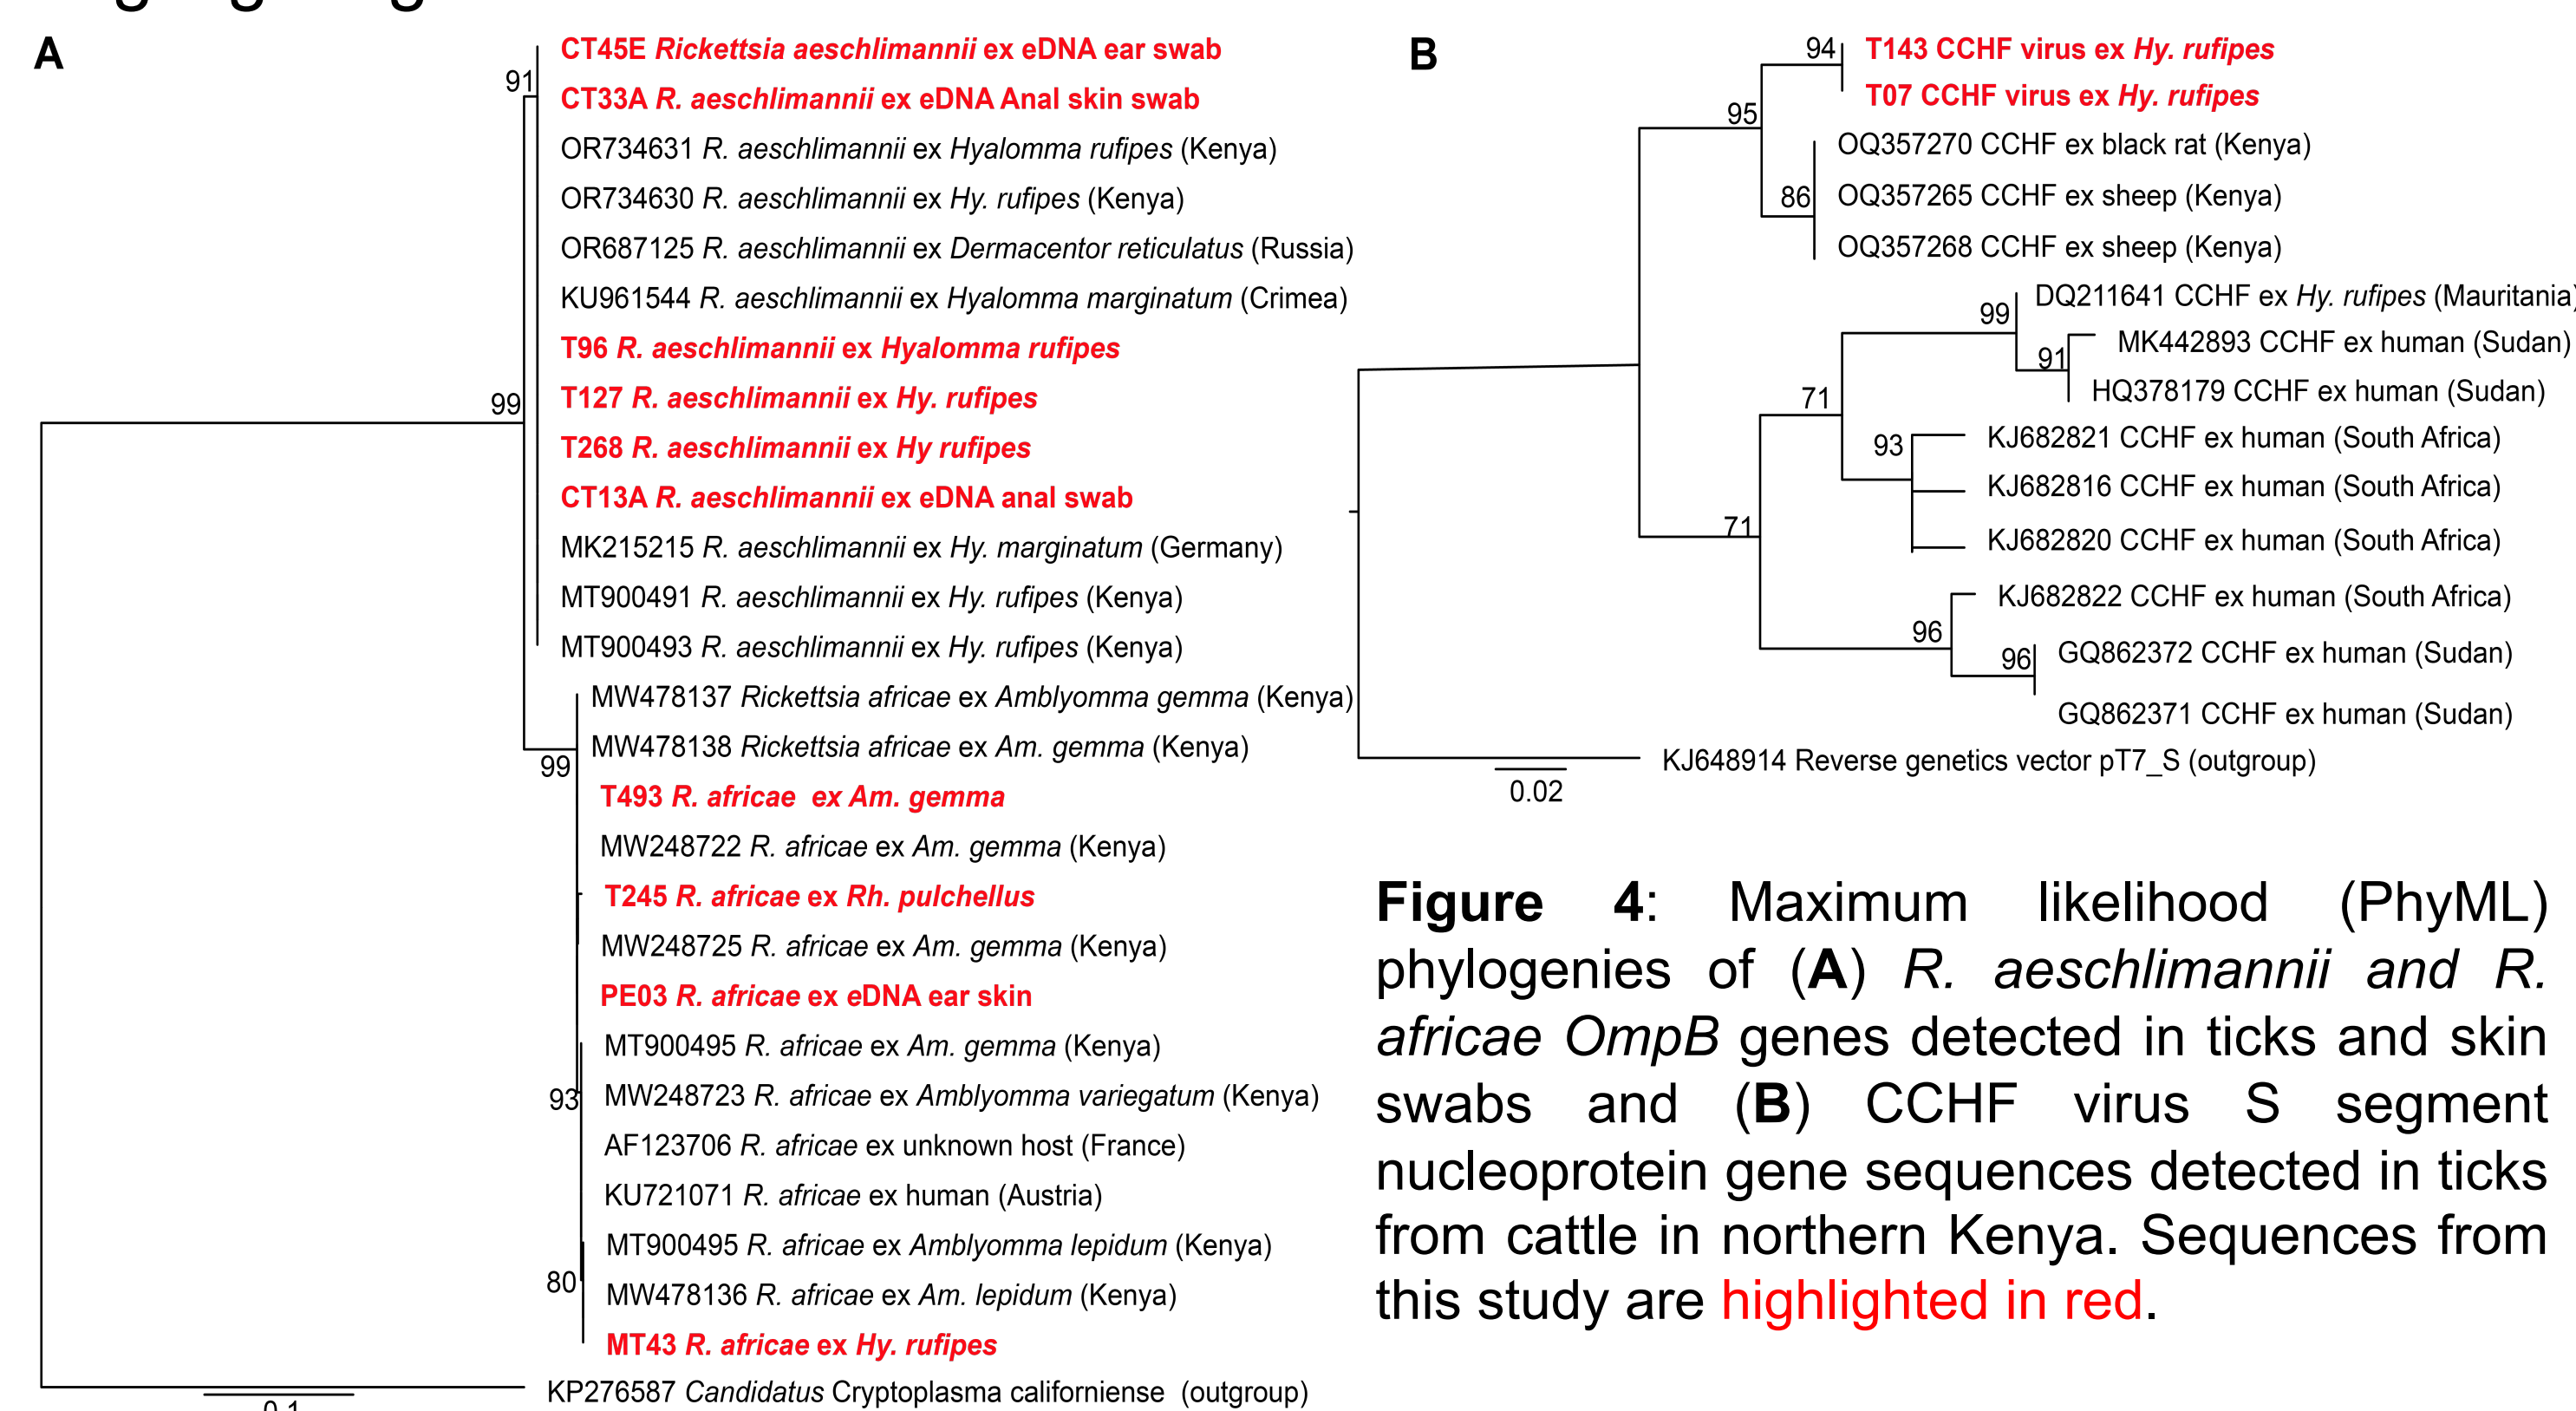 A
CT45E Rickettsia aeschlimannii ex eDNA ear swab
91
CT33A R. aeschlimannii ex eDNA Anal skin swab
OR734631 R. aeschlimannii ex Hyalomma rufipes (Kenya)
OR734630 R. aeschlimannii ex Hy. rufipes (Kenya)
OR687125 R. aeschlimannii ex Dermacentor reticulatus (Russia)
KU961544 R. aeschlimannii ex Hyalomma marginatum (Crimea)
T96 R. aeschlimannii ex Hyalomma rufipes
T127 R. aeschlimannii ex Hy. rufipes
99
T268 R. aeschlimannii ex Hy rufipes
CT13A R. aeschlimannii ex eDNA anal swab
MK215215 R. aeschlimannii ex Hy. marginatum (Germany)
MT900491 R. aeschlimannii ex Hy. rufipes (Kenya)
MT900493 R. aeschlimannii ex Hy. rufipes (Kenya)
MW478137 Rickettsia africae ex Amblyomma gemma (Kenya)
MW478138 Rickettsia africae ex Am. gemma (Kenya)
99
T493 R. africae ex Am. gemma
MW248722 R. africae ex Am. gemma (Kenya)
T245 R. africae ex Rh. pulchellus
MW248725 R. africae ex Am. gemma (Kenya)
PE03 R. africae ex eDNA ear skin
MT900495 R. africae ex Am. gemma (Kenya)
93
MW248723 R. africae ex Amblyomma variegatum (Kenya)
AF123706 R. africae ex unknown host (France)
KU721071 R. africae ex human (Austria)
MT900495 R. africae ex Amblyomma lepidum (Kenya)
80
MW478136 R. africae ex Am. lepidum (Kenya)
MT43 R. africae ex Hy. rufipes
KP276587 Candidatus Cryptoplasma californiense (outgroup)
0.1
B
94
T143 CCHF virus ex Hy. rufipes
T07 CCHF virus ex Hy. rufipes
95
OQ357270 CCHF ex black rat (Kenya)
86
OQ357265 CCHF ex sheep (Kenya)
OQ357268 CCHF ex sheep (Kenya)
DQ211641 CCHF ex Hy. rufipes (Mauritania)
99
MK442893 CCHF ex human (Sudan)
91
HQ378179 CCHF ex human (Sudan)
71
KJ682821 CCHF ex human (South Africa)
93
KJ682816 CCHF ex human (South Africa)
71
KJ682820 CCHF ex human (South Africa)
KJ682822 CCHF ex human (South Africa)
96
96
GQ862372 CCHF ex human (Sudan)
GQ862371 CCHF ex human (Sudan)
KJ648914 Reverse genetics vector pT7_S (outgroup)
0.02
Figure 4: Maximum likelihood (PhyML)
phylogenies of (A) R. aeschlimannii and R.
africae OmpB genes detected in ticks and skin
swabs and (B) CCHF virus S segment
nucleoprotein gene sequences detected in ticks
from cattle in northern Kenya. Sequences from
this study are highlighted in red.